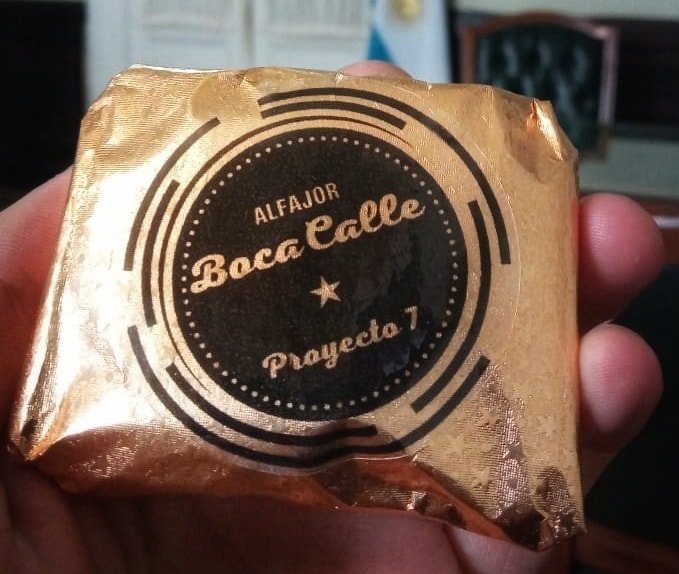 ALFAJOR
Boca Calle
Proyecto 7